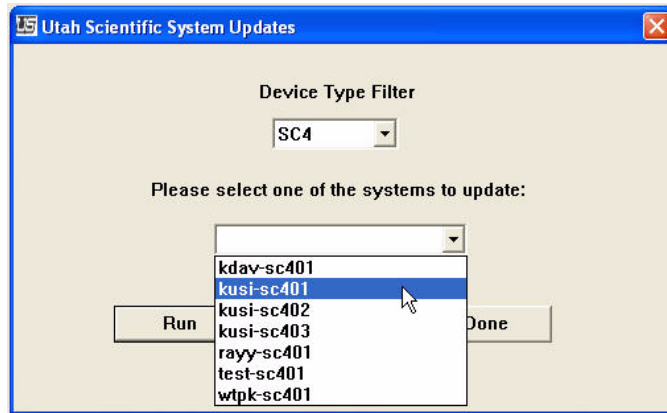 US Utah Scientific System Updates
Device Type Filter
SC4
Please select one of the systems to update:
kdav-sc401
kusi-sc401
kusi-sc402
kusi-sc403
rayy-sc401
test-sc401
wtpk-sc401
Run
Done